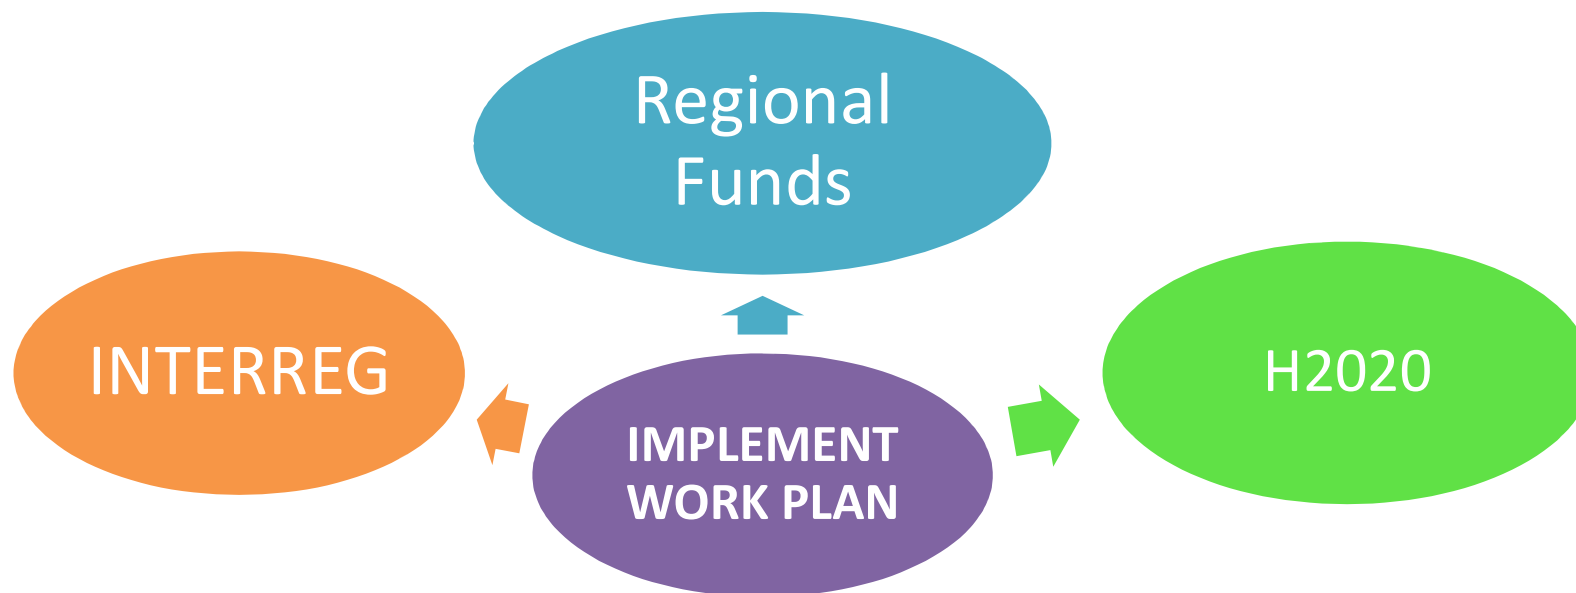 Regional
Funds
INTERREG
H2020
IMPLEMENT
WORK PLAN